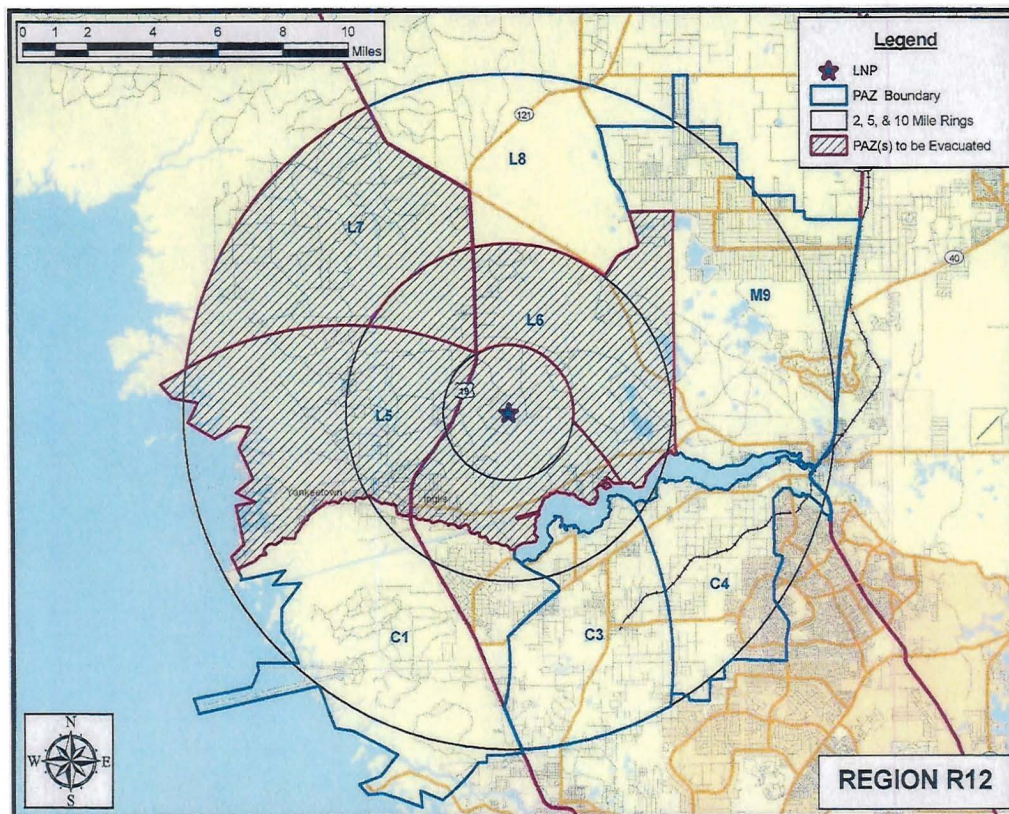 0 1 2 4 6 8 10
Miles
Legend
LNP
PAZ Boundary
2, 5, & 10 Mile Rings
PAZ(s) to be Evacuated
121
L8
L7
40
M9
L6
19
L5
Yankeetown
Inglis
C4
C1
C3
N
W E
S
REGION R12